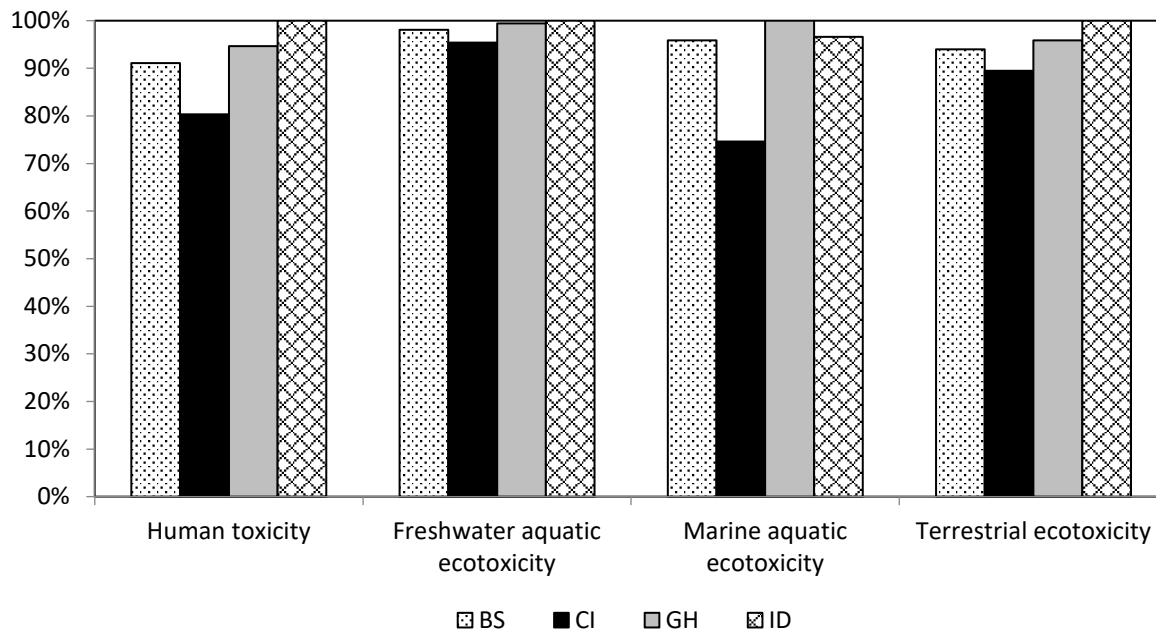 100%
90%
80%
70%
60%
50%
40%
30%
20%
10%
0%
Human toxicity
Freshwater aquatic
ecotoxicity
Marine aquatic
ecotoxicity
Terrestrial ecotoxicity
BS CI GH ID